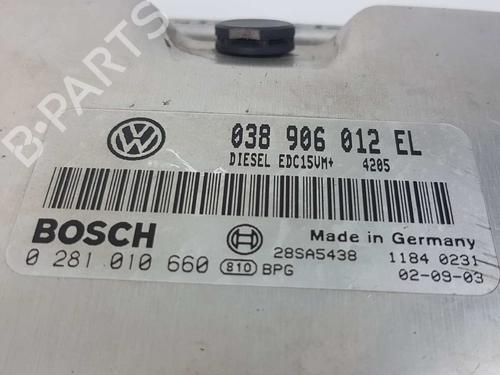 B-PARTS
038 906 012 EL
DIESEL EDC15VM+ 4205
BOSCH
Made in Germany
0 281 010 660
810 BPG
28SA5438
1184 0231
02-09-03